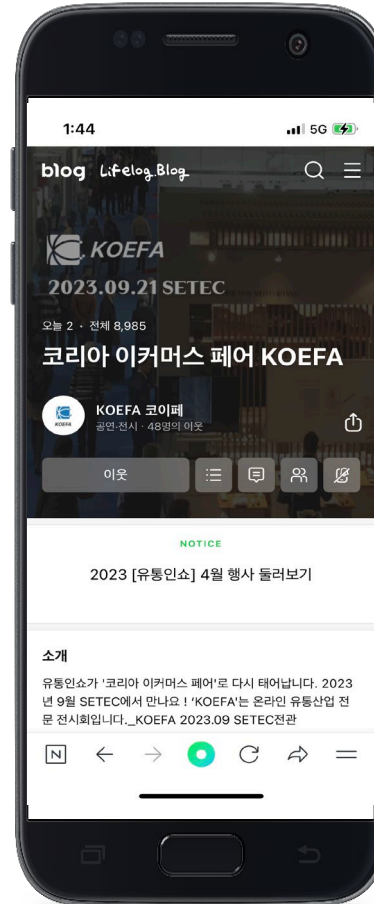 1:44
5G
blog Lifelog.Blog
KOEFA
2023.09.21 SETEC
오늘 2 · 전체 8,985
코리아 이커머스 페어 KOEFA
KOEFA
KOEFA 코이페
공연·전시 · 48명의 이웃
이웃
NOTICE
2023 [유통인쇼] 4월 행사 둘러보기
소개
유통인쇼가 '코리아 이커머스 페어'로 다시 태어납니다. 2023
년 9월 SETEC에서 만나요 ! 'KOEFA'는 온라인 유통산업 전
문 전시회입니다._KOEFA 2023.09 SETEC전관
N